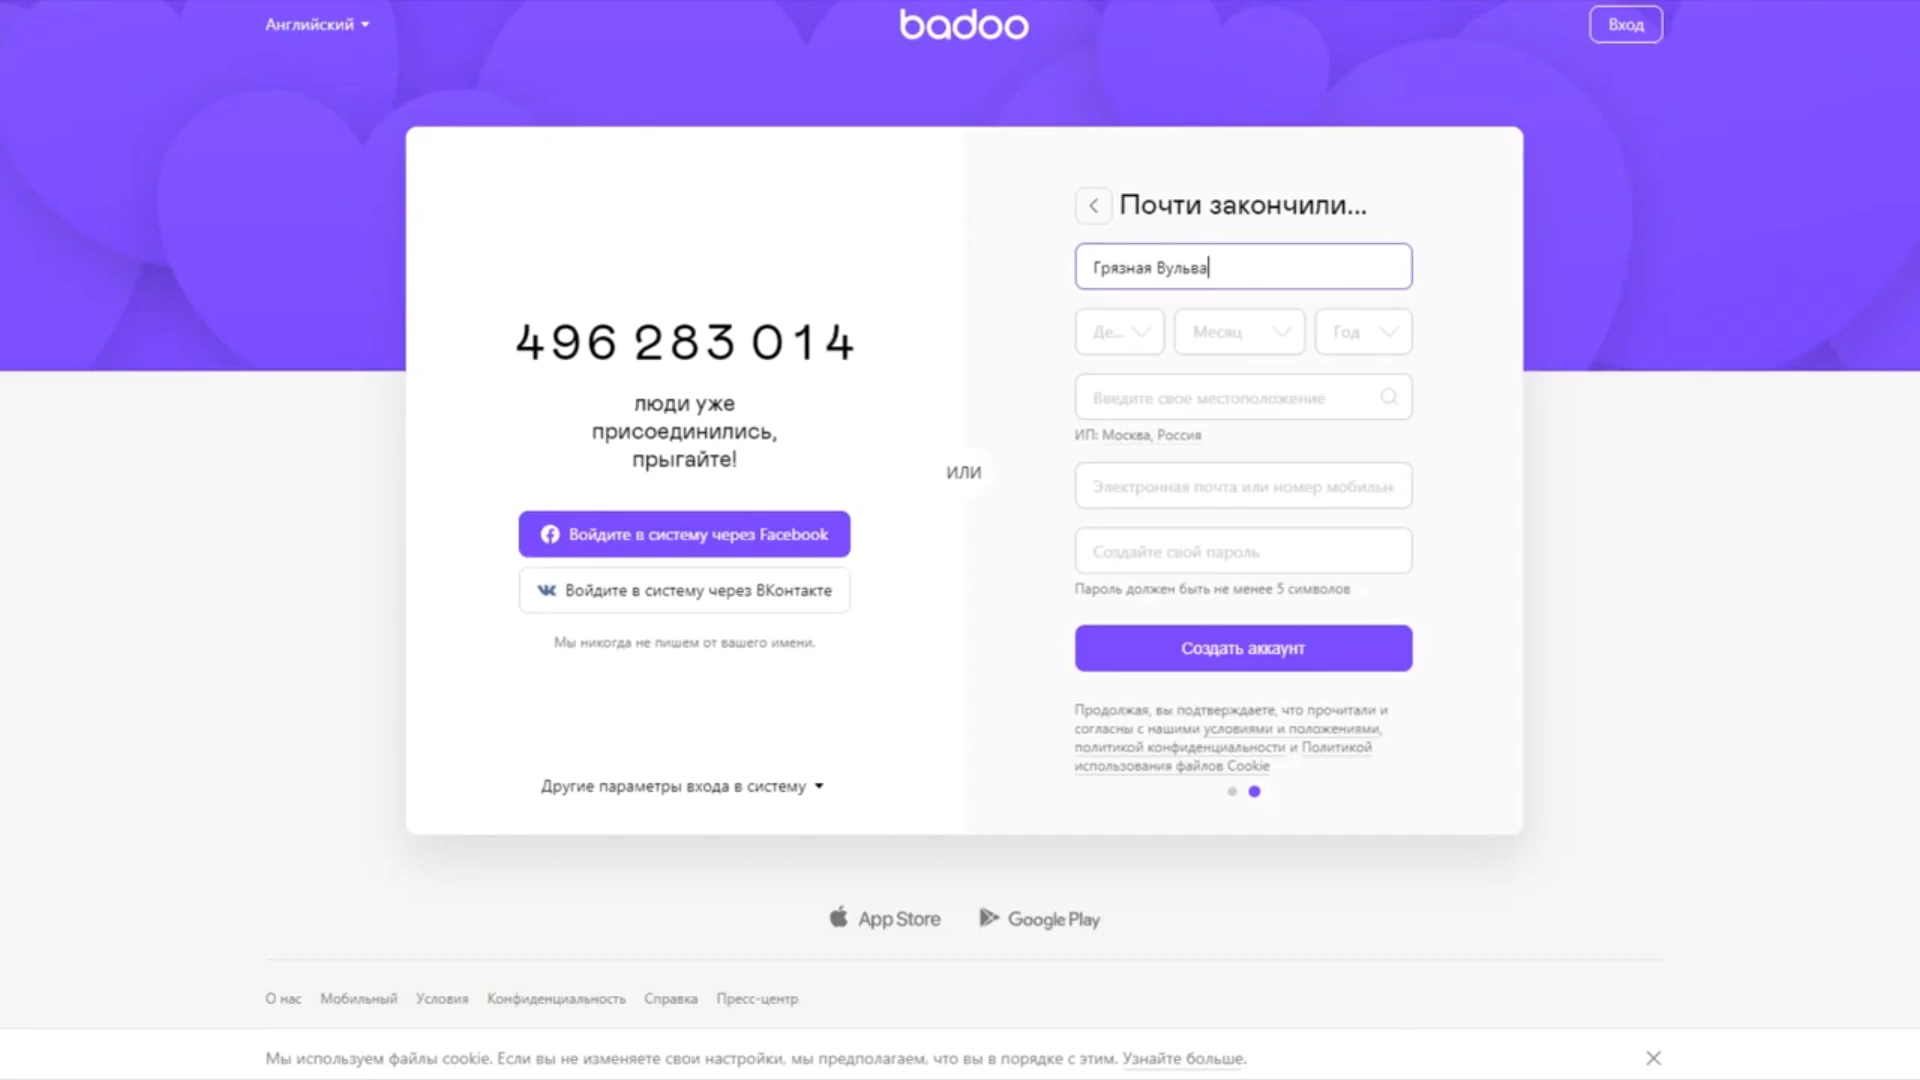 Английский
badoo
Вход
496 283 014
люди уже
присоединились,
прыгайте!
Войдите в систему через Facebook
Войдите в систему через ВКонтакте
Мы никогда не пишем от вашего имени.
Другие параметры входа в систему
ИЛИ
Почти закончили...
Грязная Вульва
Де... Месяц Год
Введите свое местоположение
ИП: Москва, Россия
Электронная почта или номер мобильн
Создайте свой пароль
Пароль должен быть не менее 5 символов
Создать аккаунт
Продолжая, вы подтверждаете, что прочитали и
согласны с нашими условиями и положениями,
политикой конфиденциальности и Политикой
использования файлов Cookie
App Store Google Play
О нас Мобильный Условия Конфиденциальность Справка Пресс-центр
Мы используем файлы cookie. Если вы не изменяете свои настройки, мы предполагаем, что вы в порядке с этим. Узнайте больше.